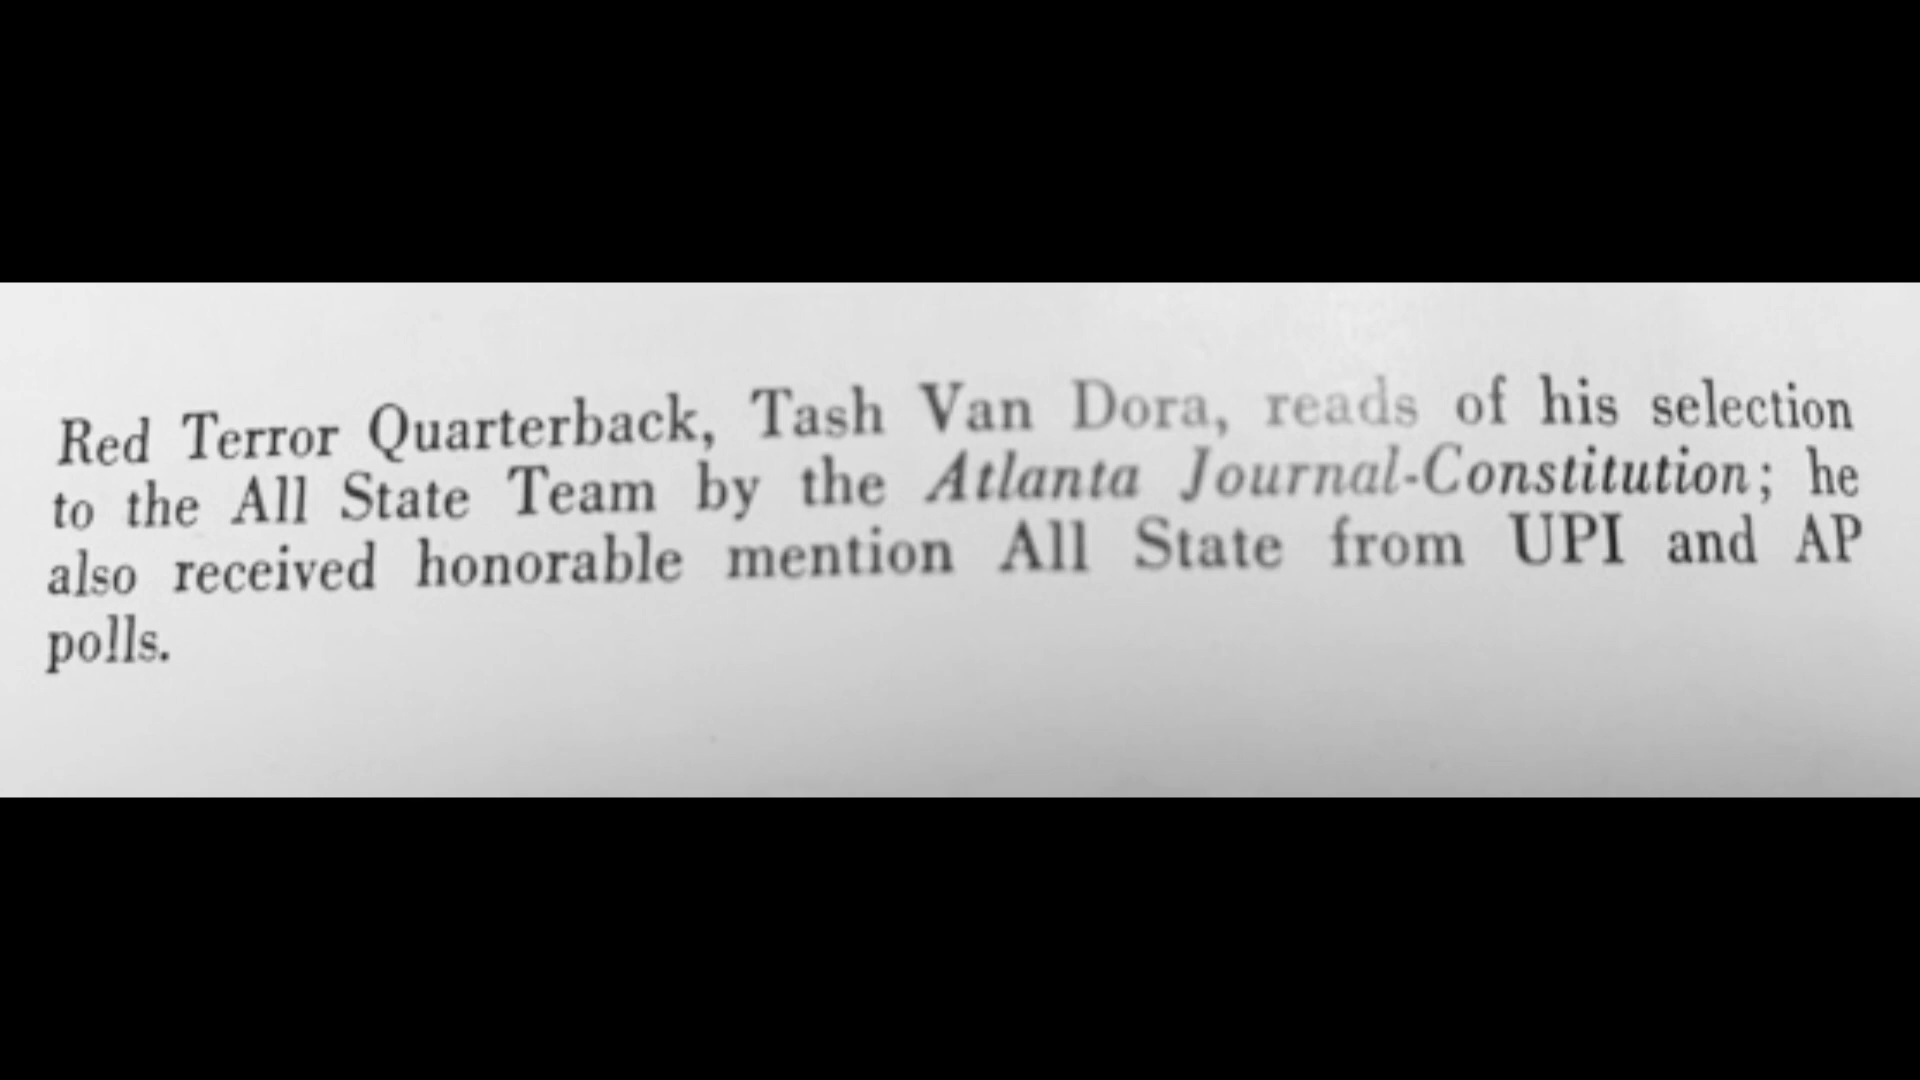 Red Terror Quarterback, Tash Van Dora, reads of his selection
to the All State Team by the Atlanta Journal-Constitution; he
also received honorable mention All State from UPI and AP
polls.